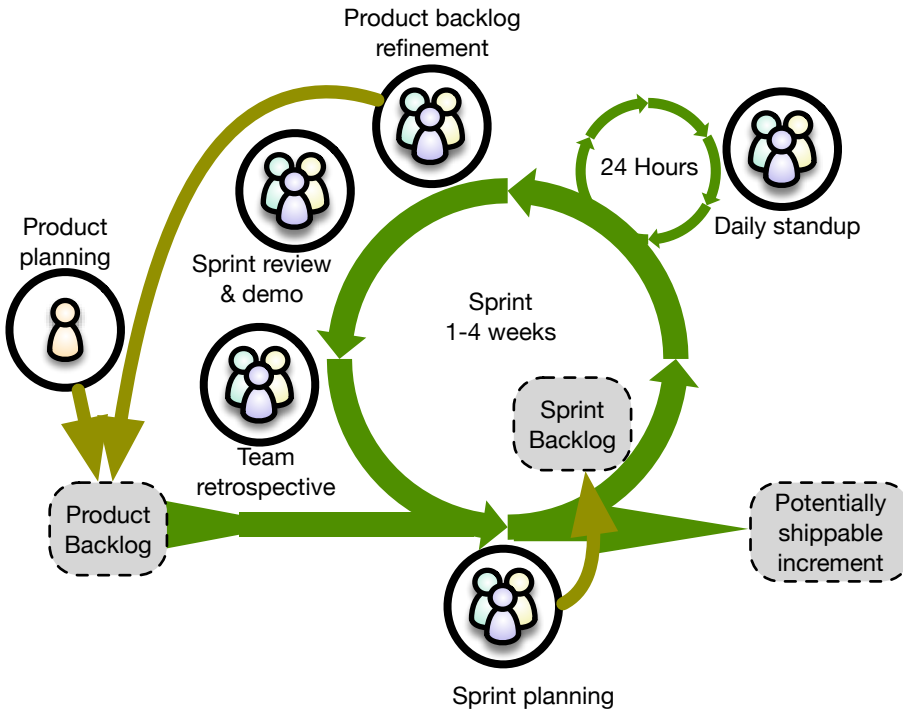 Product backlog
refinement
24 Hours
Daily standup
Product
planning
Sprint review
& demo
Sprint
1-4 weeks
Sprint
Backlog
Team
retrospective
Product
Backlog
Potentially
shippable
increment
Sprint planning